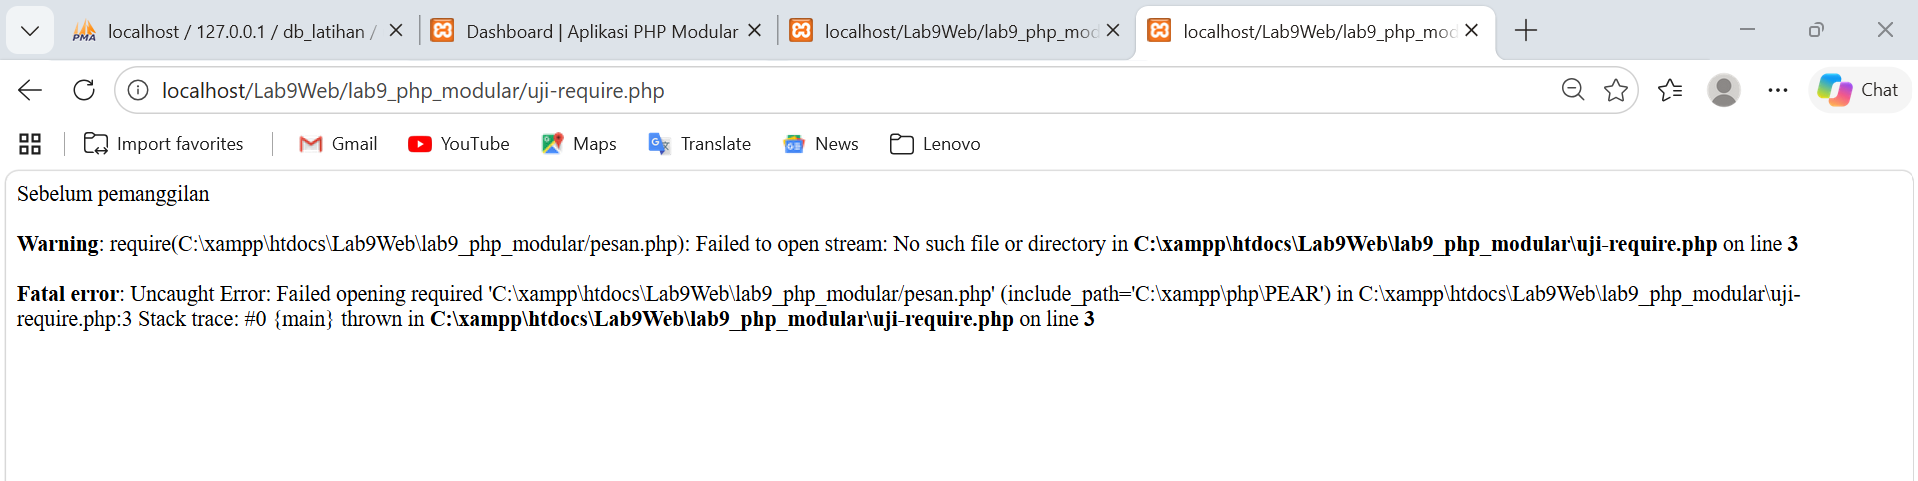 PMA localhost / 127.0.0.1 / db_latihan / Dashboard | Aplikasi PHP Modular localhost/Lab9Web/lab9_php_mod localhost/Lab9Web/lab9_php_mod
localhost/Lab9Web/lab9_php_modular/uji-require.php Chat
Import favorites Gmail YouTube Maps Translate News Lenovo
Sebelum pemanggilan
Warning: require(C:\xampp\htdocs\Lab9Web\lab9_php_modular/pesan.php): Failed to open stream: No such file or directory in C:\xampp\htdocs\Lab9Web\lab9_php_modular\uji-require.php on line 3
Fatal error: Uncaught Error: Failed opening required 'C:\xampp\htdocs\Lab9Web\lab9_php_modular/pesan.php' (include_path='C:\xampp\php\PEAR') in C:\xampp\htdocs\Lab9Web\lab9_php_modular\uji-
require.php:3 Stack trace: #0 {main} thrown in C:\xampp\htdocs\Lab9Web\lab9_php_modular\uji-require.php on line 3